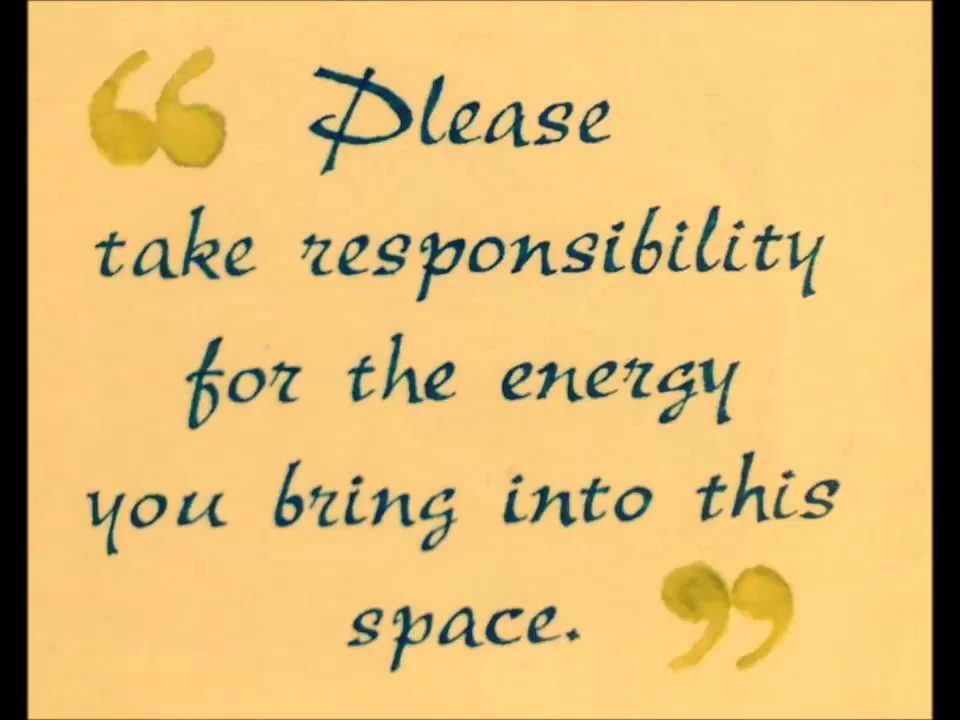 “ Please
take responsibility
for the energy
you bring into this
space. ”